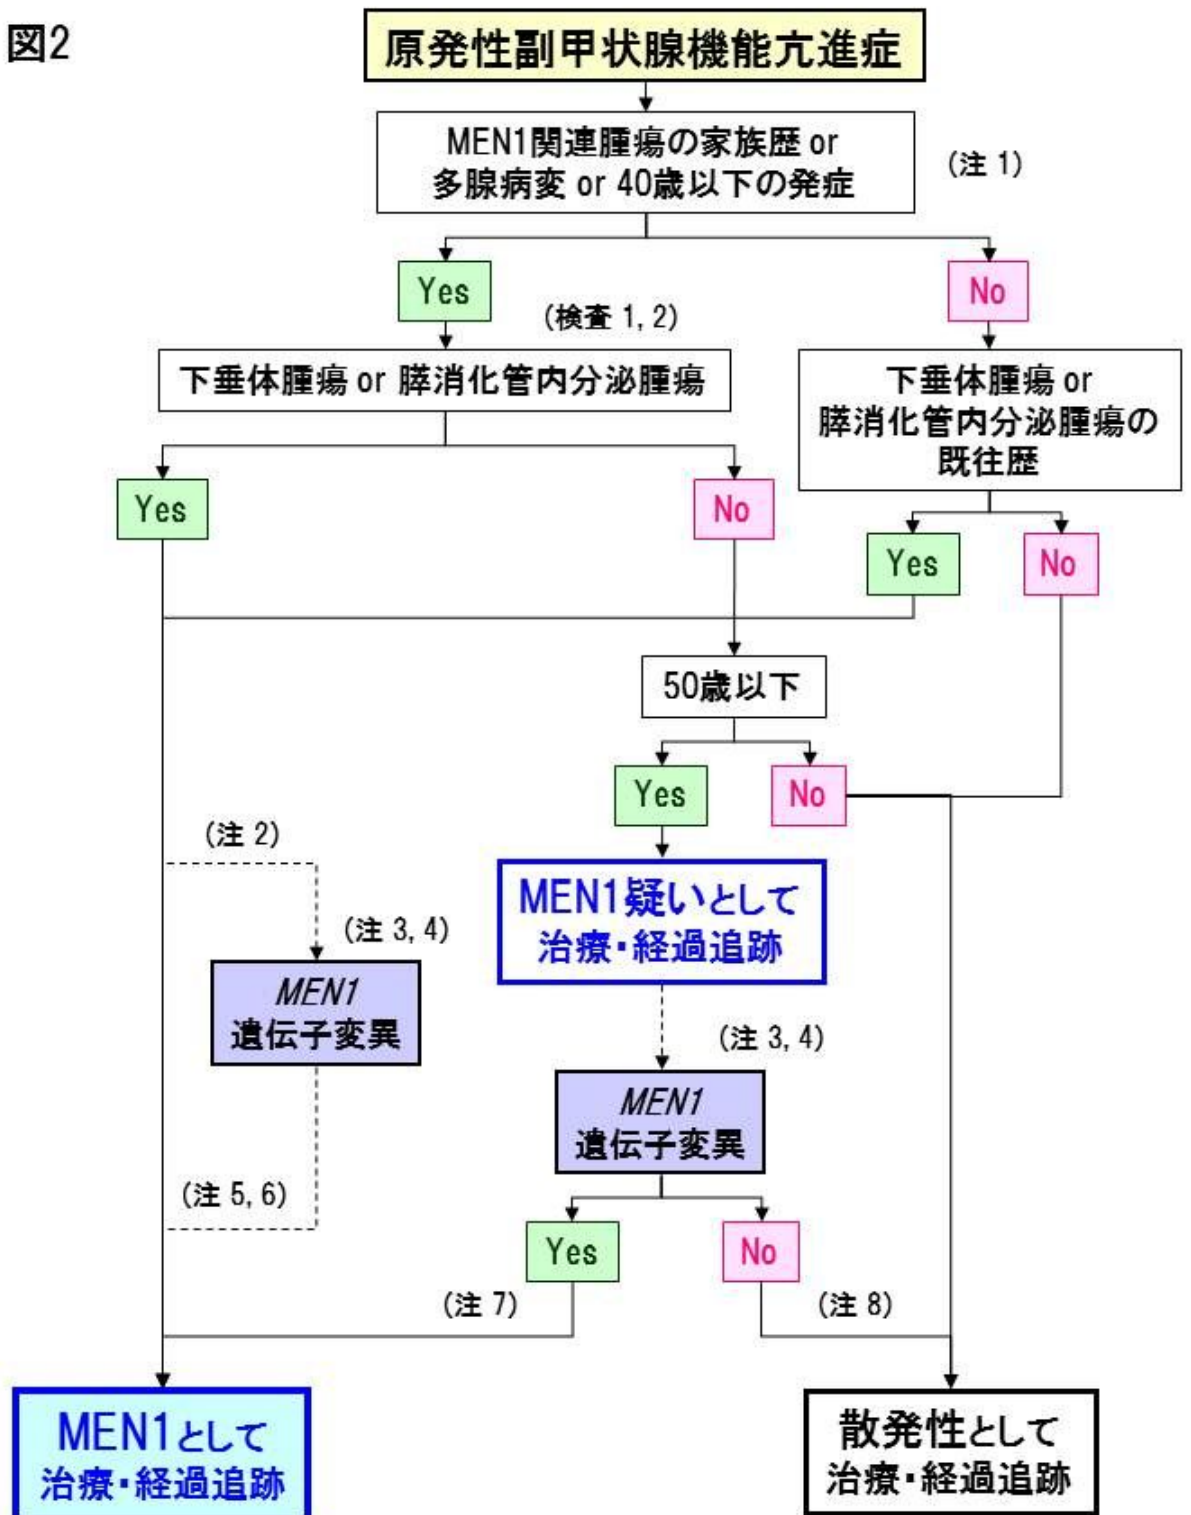 図2
原発性副甲状腺機能亢進症
MEN1関連腫瘍の家族歴 or
多腺病変 or 40歳以下の発症
(注 1)
Yes
No
(検査 1, 2)
下垂体腫瘍 or 膵消化管内分泌腫瘍
下垂体腫瘍 or
膵消化管内分泌腫瘍の
既往歴
Yes
No
Yes
No
50歳以下
Yes
No
(注 2)
(注 3, 4)
MEN1
遺伝子変異
(注 5, 6)
MEN1疑いとして
治療・経過追跡
(注 3, 4)
MEN1
遺伝子変異
Yes
No
(注 7)
(注 8)
MEN1として
治療・経過追跡
散発性として
治療・経過追跡